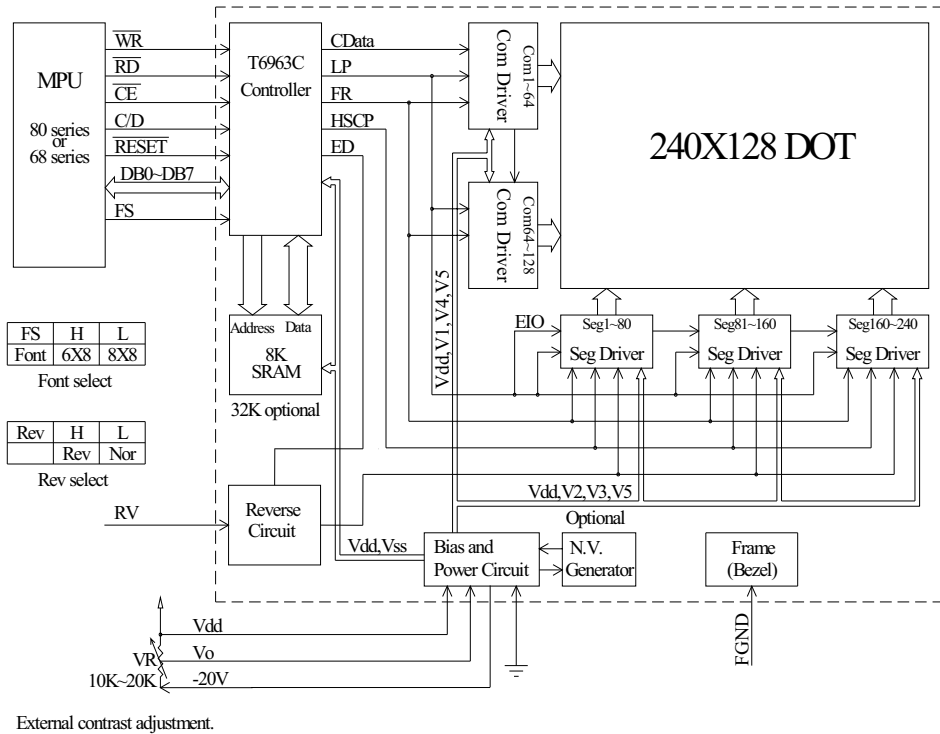 MPU
80 series
or
68 series
WR
RD
CE
C/D
RESET
DB0~DB7
FS
T6963C
Controller
CData
LP
FR
HSCP
ED
Com Driver
Com1~64
Com Driver
Com64~128
240X128 DOT
Address Data
8K
SRAM
32K optional
Vdd,V1,V4,V5
EIO
Seg1~80
Seg Driver
Seg81~160
Seg Driver
Seg160~240
Seg Driver
FS H L
Font 6X8 8X8
Font select
Rev H L
Rev Nor
Rev select
RV
Reverse
Circuit
Vdd,Vss
Vdd,V2,V3,V5
Optional
Bias and
Power Circuit
N.V.
Generator
Frame
(Bezel)
FGND
Vdd
VR
Vo
10K~20K
-20V
External contrast adjustment.